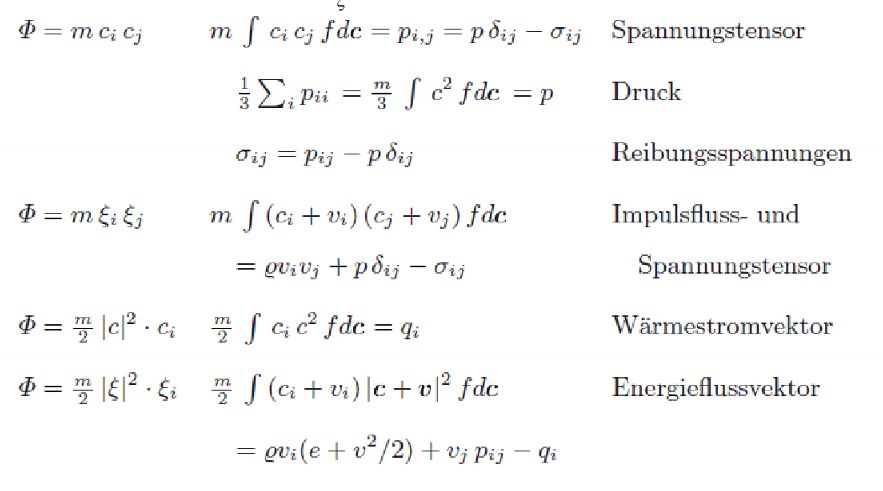 Φ = m c_i c_j m ∫ c_i c_j f dc = p_{i,j} = p δ_{ij} − σ_{ij} Spannungstensor
1/3 ∑_i p_{ii} = m/3 ∫ c² f dc = p Druck
σ_{ij} = p_{ij} − p δ_{ij} Reibungsspannungen
Φ = m ξ_i ξ_j m ∫ (c_i + v_i) (c_j + v_j) f dc Impulsfluss- und
= ϱv_i v_j + p δ_{ij} − σ_{ij} Spannungstensor
Φ = m/2 |c|² · c_i m/2 ∫ c_i c² f dc = q_i Wärmestromvektor
Φ = m/2 |ξ|² · ξ_i m/2 ∫ (c_i + v_i) |c + v|² f dc Energieflussvektor
= ϱv_i(e + v²/2) + v_j p_{ij} − q_i